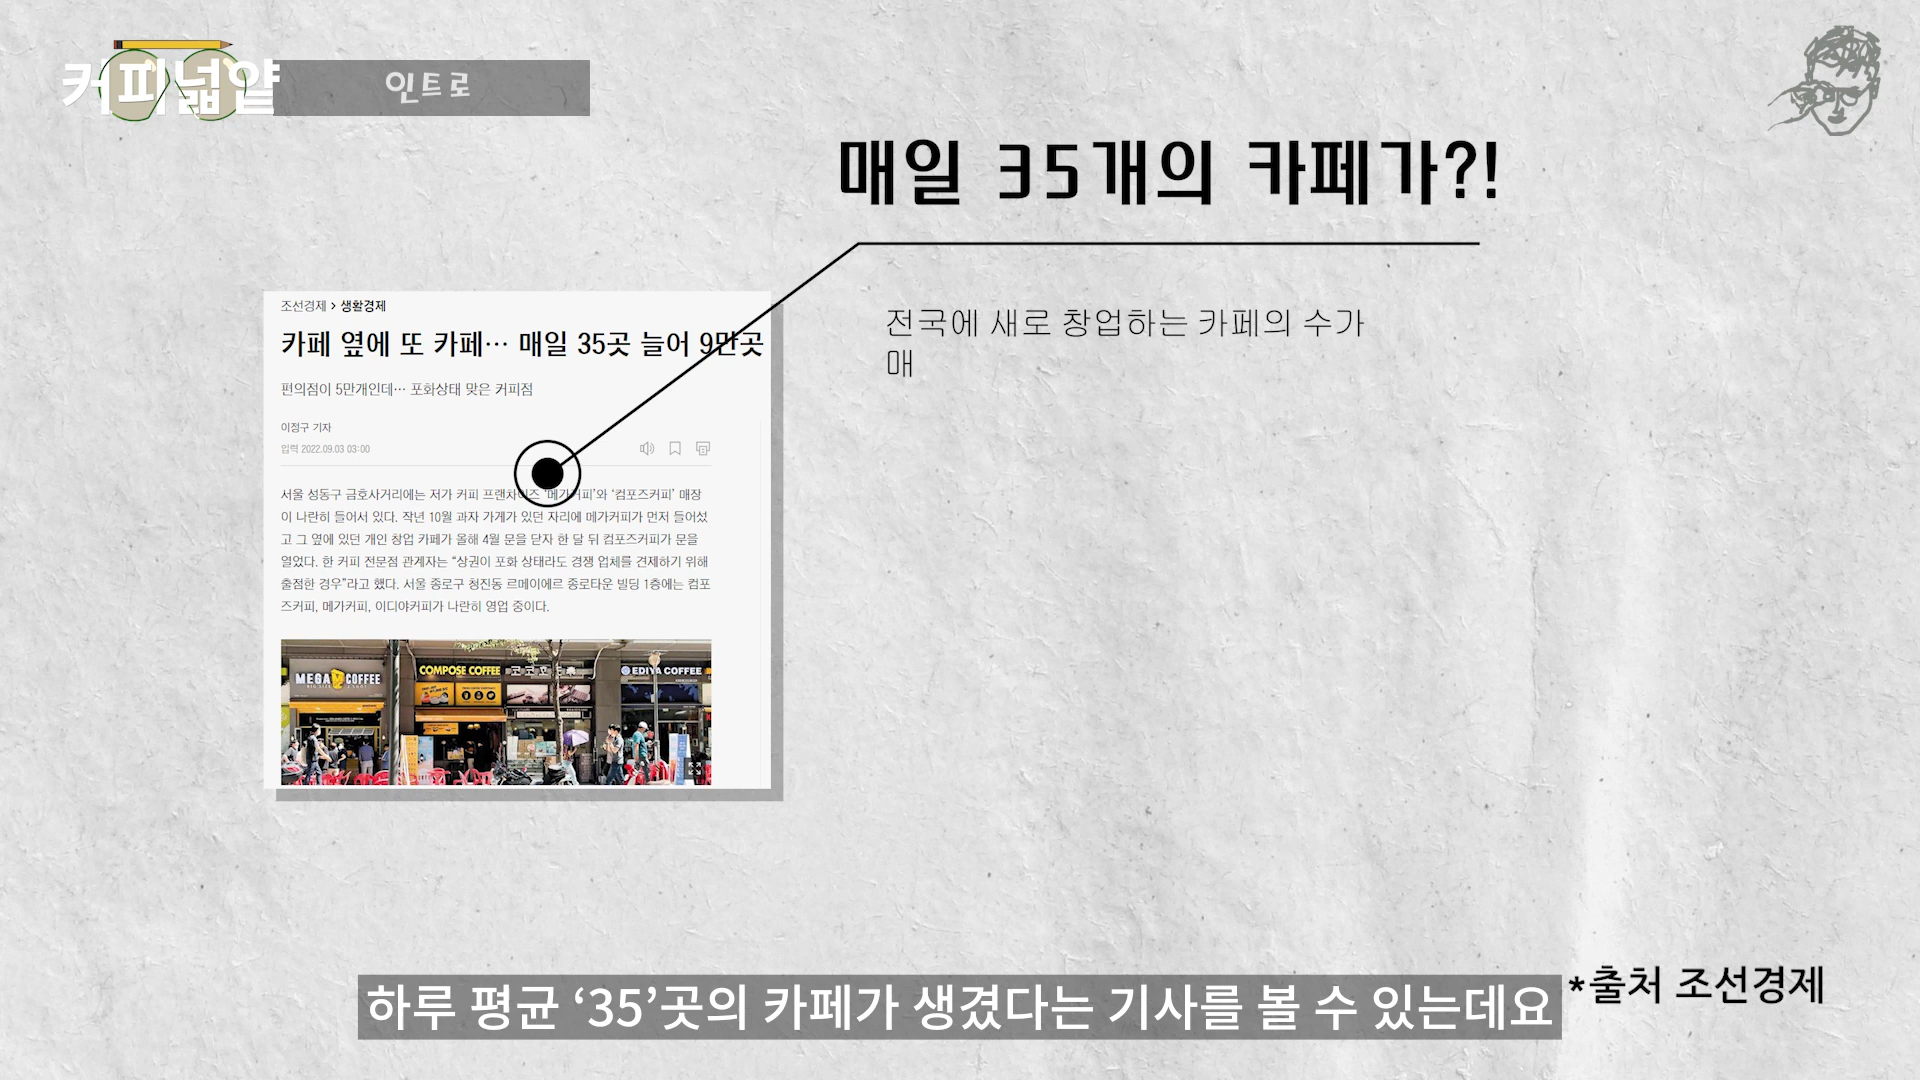 커피넓얕
인트로
매일 35개의 카페가?!
전국에 새로 창업하는 카페의 수가
매
조선경제 > 생활경제
카페 옆에 또 카페… 매일 35곳 늘어 9만곳
편의점이 5만개인데… 포화상태 맞은 커피점
이정구 기자
입력 2022.09.03 03:00
서울 성동구 금호사거리에는 저가 커피 프랜차이즈 ‘메가커피’와 ‘컴포즈커피’ 매장
이 나란히 들어서 있다. 작년 10월 과자 가게가 있던 자리에 메가커피가 먼저 들어섰
고 그 옆에 있던 개인 창업 카페가 올해 4월 문을 닫자 한 달 뒤 컴포즈커피가 문을
열었다. 한 커피 전문점 관계자는 “상권이 포화 상태라도 경쟁 업체를 견제하기 위해
출점한 경우”라고 했다. 서울 종로구 청진동 르메이에르 종로타운 빌딩 1층에는 컴포
즈커피, 메가커피, 이디야커피가 나란히 영업 중이다.
MEGA COFFEE
COMPOSE COFFEE
EDIYA COFFEE
하루 평균 ‘35’곳의 카페가 생겼다는 기사를 볼 수 있는데요
*출처 조선경제